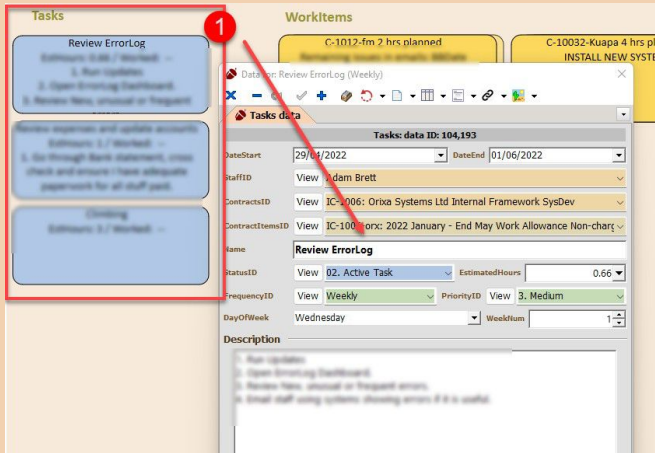 Tasks
WorkItems
1
Review ErrorLog
EstHours: 0.66 / Worked: --
1. Run Updates
2. Open ErrorLog Dashboard.
3. Review New, unusual or frequent
Review expenses and update accounts
EstHours: 1 / Worked: --
1. Go through Bank statement, cross
check and ensure I have adequate
paperwork for all stuff paid.
Climbing
EstHours: 3 / Worked: --
C-1012-fm 2 hrs planned
Remaining issues in emails.
C-10032-Kuapa 4 hrs pl
INSTALL NEW SYSTE
Review ErrorLog (Weekly)
Tasks data
Tasks: data ID: 104,193
DateStart 29/04/2022 DateEnd 01/06/2022
StaffID View Adam Brett
ContractsID View IC-1006: Orixa Systems Ltd Internal Framework SysDev
ContractItemsID View 2022 January - End May Work Allowance Non-charg
Name Review ErrorLog
StatusID View 02. Active Task EstimatedHours 0.66
FrequencyID View Weekly PriorityID View 3. Medium
DayOfWeek Wednesday WeekNum 1
Description
1. Run Updates
2. Open ErrorLog Dashboard.
3. Review New, unusual or frequent errors.
4. Email staff using systems showing errors if it is useful.